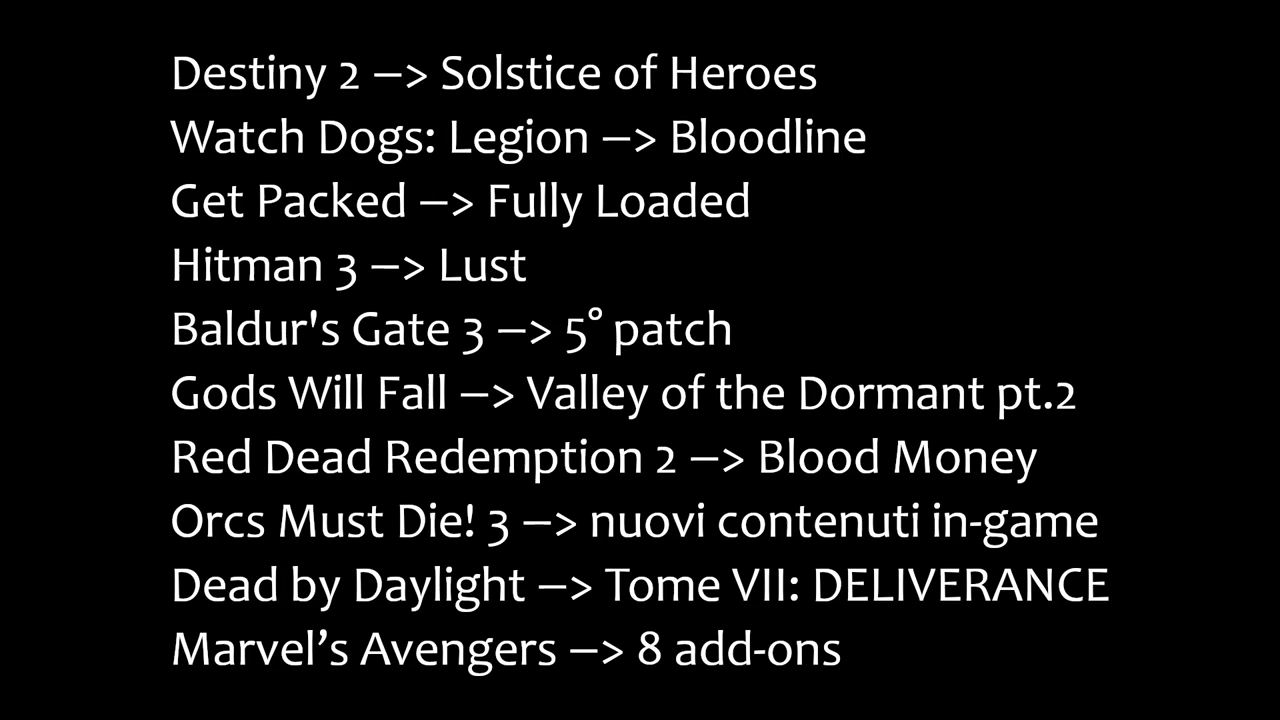 Destiny 2 —> Solstice of Heroes
Watch Dogs: Legion —> Bloodline
Get Packed —> Fully Loaded
Hitman 3 —> Lust
Baldur's Gate 3 —> 5° patch
Gods Will Fall —> Valley of the Dormant pt.2
Red Dead Redemption 2 —> Blood Money
Orcs Must Die! 3 —> nuovi contenuti in-game
Dead by Daylight —> Tome VII: DELIVERANCE
Marvel’s Avengers —> 8 add-ons